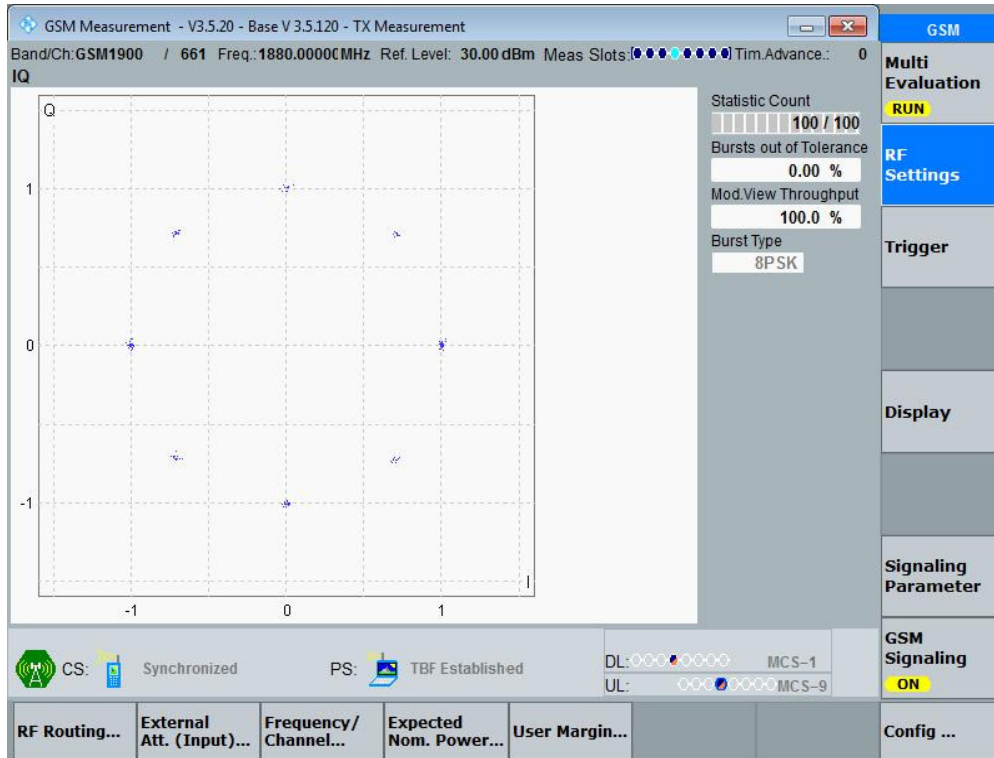 GSM Measurement - V3.5.20 - Base V 3.5.120 - TX Measurement
Band/Ch:GSM1900 / 661 Freq.:1880.00000MHz Ref. Level: 30.00 dBm Meas Slots: Tim.Advance.: 0
IQ
Q
1
0
-1
I
-1 0 1
Statistic Count
100 / 100
Bursts out of Tolerance
0.00 %
Mod.View Throughput
100.0 %
Burst Type
8PSK
CS: Synchronized PS: TBF Established
DL: MCS-1
UL: MCS-9
RF Routing...
External
Att. (Input)...
Frequency/
Channel...
Expected
Nom. Power...
User Margin...
GSM
Multi
Evaluation
RUN
RF
Settings
Trigger
Display
Signaling
Parameter
GSM
Signaling
ON
Config ...